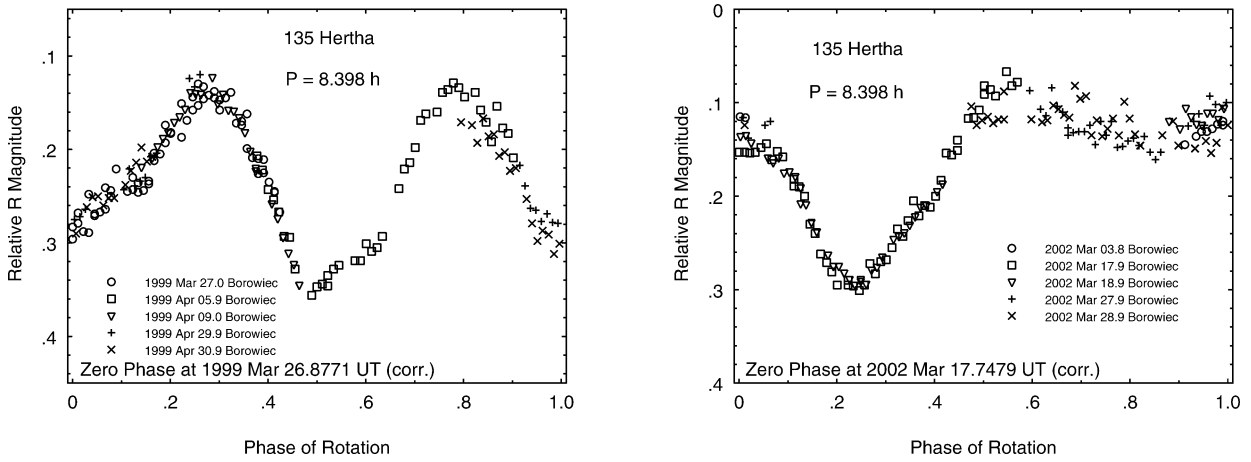 135 Hertha
P = 8.398 h
.1
.2
.3
.4
Relative R Magnitude
1999 Mar 27.0 Borowiec
1999 Apr 05.9 Borowiec
1999 Apr 09.0 Borowiec
1999 Apr 29.9 Borowiec
1999 Apr 30.9 Borowiec
Zero Phase at 1999 Mar 26.8771 UT (corr.)
0 .2 .4 .6 .8 1.0
Phase of Rotation
135 Hertha
P = 8.398 h
0
.1
.2
.3
.4
Relative R Magnitude
2002 Mar 03.8 Borowiec
2002 Mar 17.9 Borowiec
2002 Mar 18.9 Borowiec
2002 Mar 27.9 Borowiec
2002 Mar 28.9 Borowiec
Zero Phase at 2002 Mar 17.7479 UT (corr.)
0 .2 .4 .6 .8 1.0
Phase of Rotation